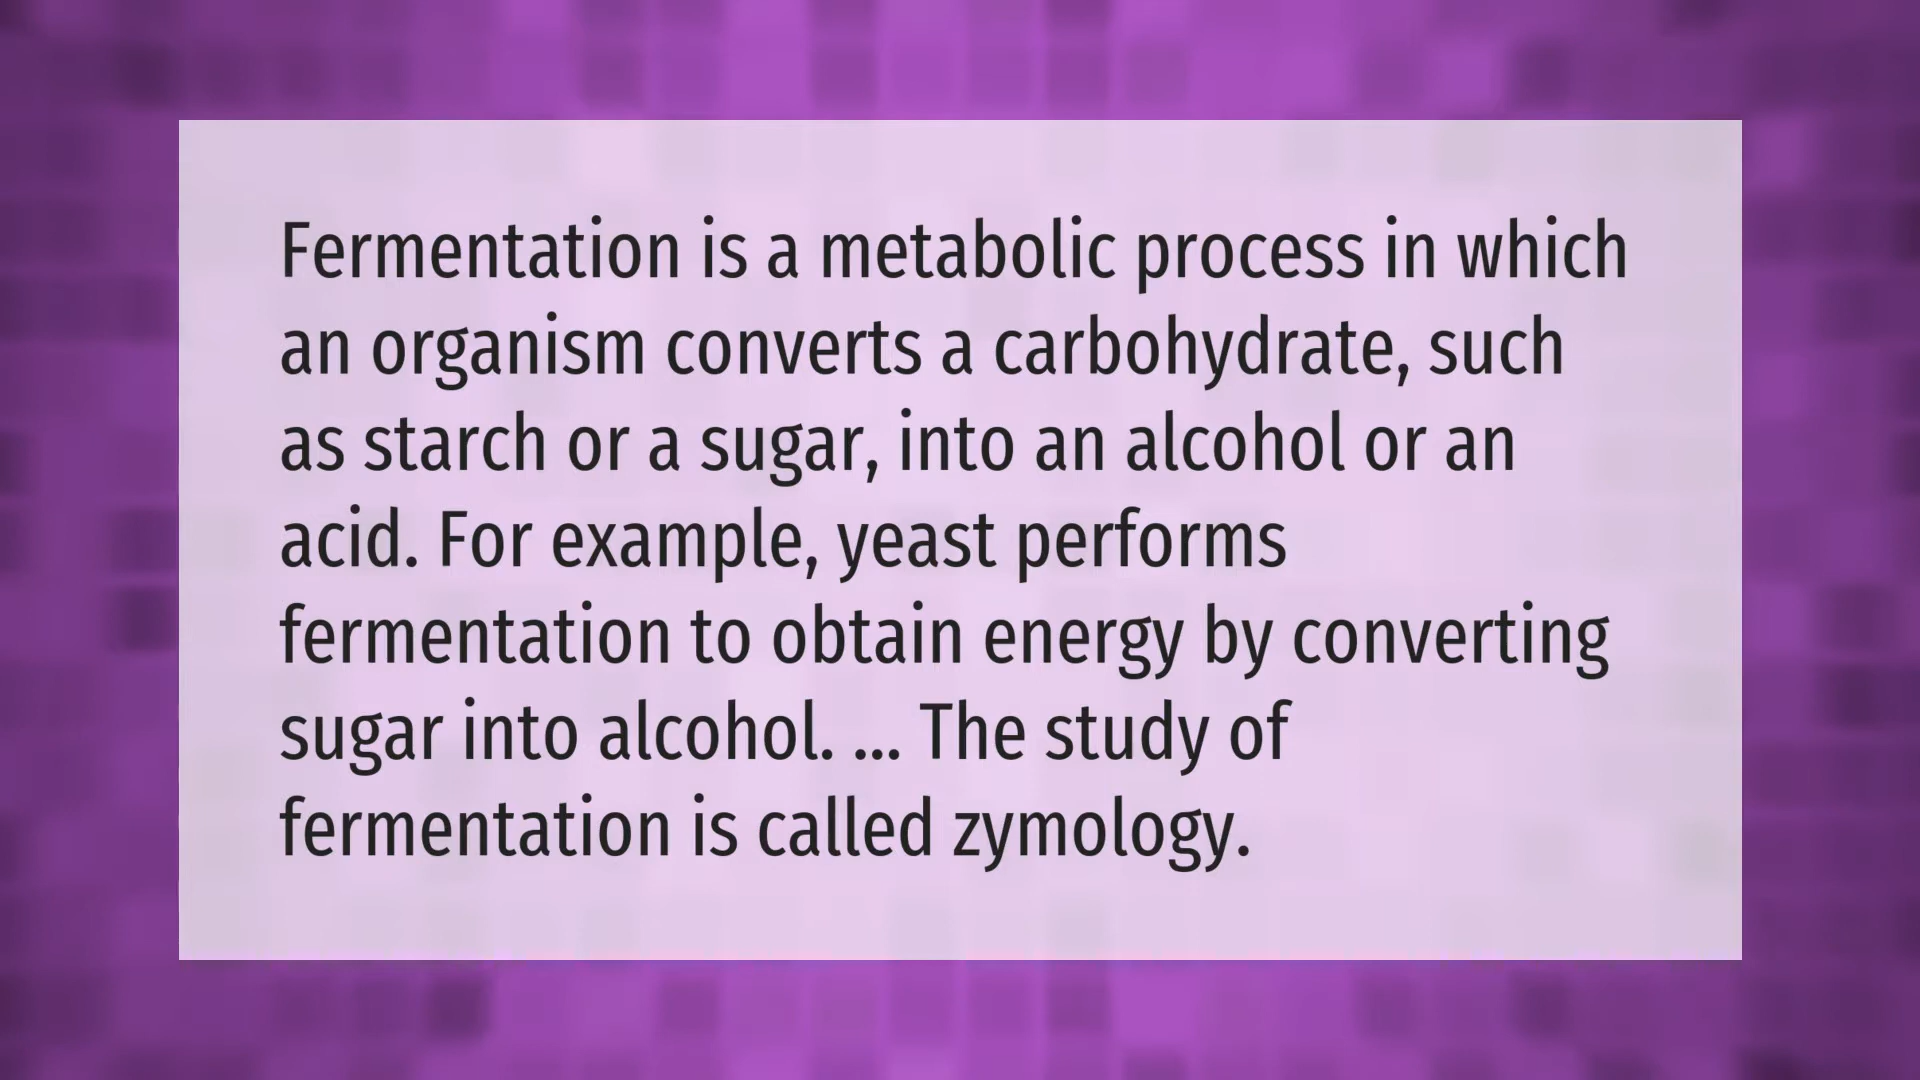 Fermentation is a metabolic process in which
an organism converts a carbohydrate, such
as starch or a sugar, into an alcohol or an
acid. For example, yeast performs
fermentation to obtain energy by converting
sugar into alcohol. ... The study of
fermentation is called zymology.